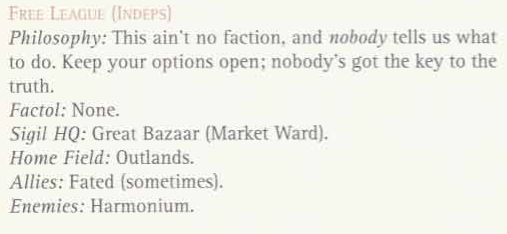 FREE LEAGUE (INDEPS)
Philosophy: This ain't no faction, and nobody tells us what
to do. Keep your options open; nobody's got the key to the
truth.
Factol: None.
Sigil HQ: Great Bazaar (Market Ward).
Home Field: Outlands.
Allies: Fated (sometimes).
Enemies: Harmonium.